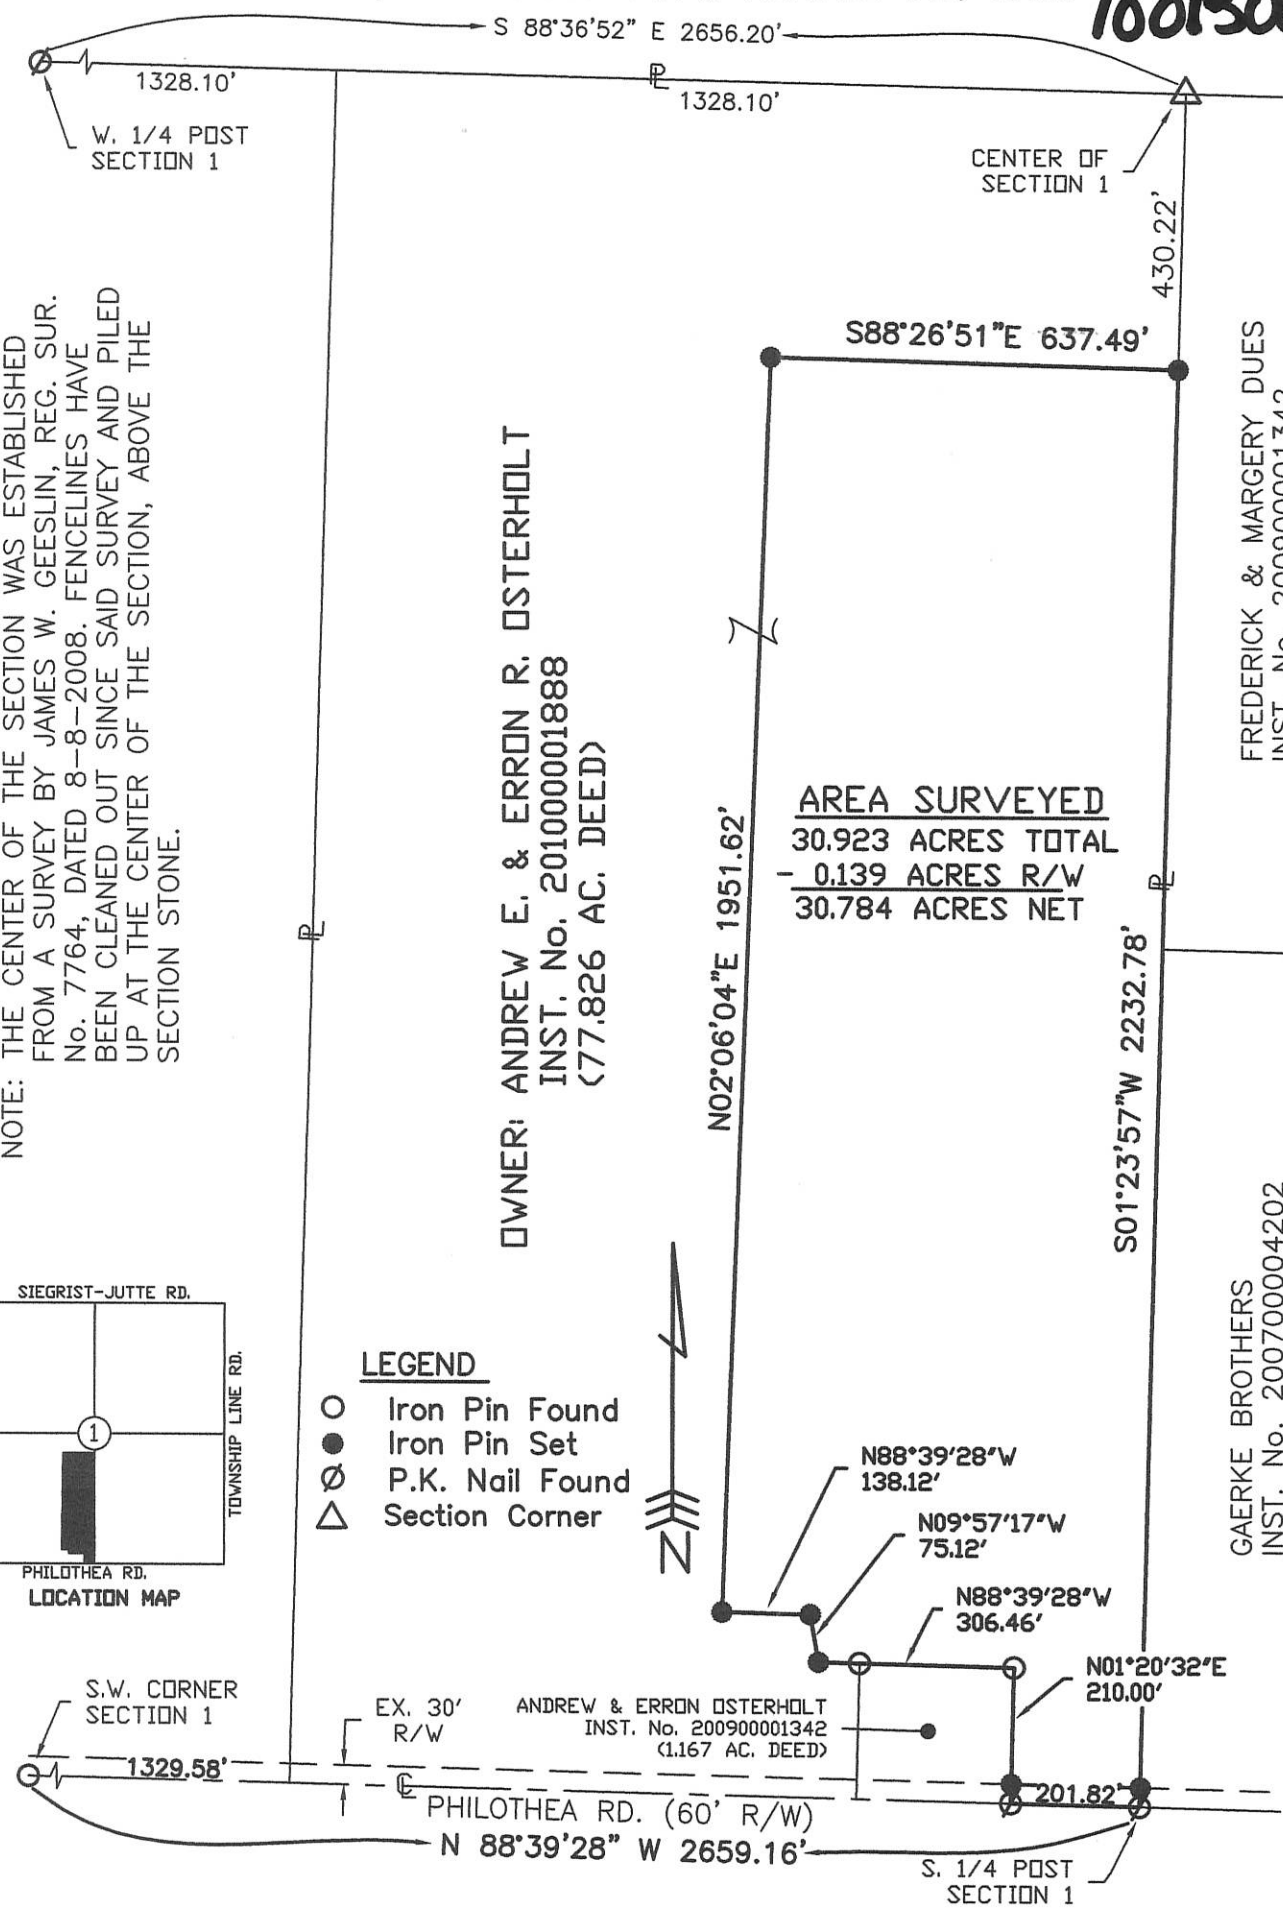 S 88°36'52" E 2656.20'
1328.10'
1328.10'
W. 1/4 POST
SECTION 1
CENTER OF
SECTION 1
430.22'
NOTE: THE CENTER OF THE SECTION WAS ESTABLISHED
FROM A SURVEY BY JAMES W. GEESLIN, REG. SUR.
No. 7764, DATED 8-8-2008. FENCELINES HAVE
BEEN CLEANED OUT SINCE SAID SURVEY AND PILED
UP AT THE CENTER OF THE SECTION, ABOVE THE
SECTION STONE.
S88°26'51"E 637.49'
FREDERICK & MARGERY DUES
INST. No. 200900001342
OWNER: ANDREW E. & ERRON R. OSTERHOLT
INST. No. 201000001888
(77.826 AC. DEED)
N02°06'04"E 1951.62'
AREA SURVEYED
30.923 ACRES TOTAL
- 0.139 ACRES R/W
30.784 ACRES NET
S01°23'57"W 2232.78'
GAERKE BROTHERS
INST. No. 200700004202
SIEGRIST-JUTTE RD.
TOWNSHIP LINE RD.
1
PHILOTHEA RD.
LOCATION MAP
LEGEND
Iron Pin Found
Iron Pin Set
P.K. Nail Found
Section Corner
N
N88°39'28"W
138.12'
N09°57'17"W
75.12'
N88°39'28"W
306.46'
N01°20'32"E
210.00'
S.W. CORNER
SECTION 1
EX. 30'
R/W
ANDREW & ERRON OSTERHOLT
INST. No. 200900001342
(1.167 AC. DEED)
1329.58'
201.82'
PHILOTHEA RD. (60' R/W)
N 88°39'28" W 2659.16'
S. 1/4 POST
SECTION 1